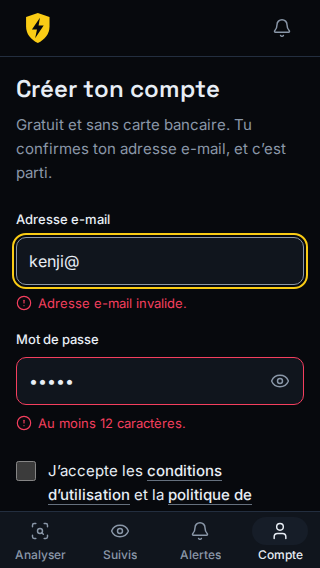 Créer ton compte
Gratuit et sans carte bancaire. Tu
confirmes ton adresse e-mail, et c’est
parti.
Adresse e-mail
kenji@
Adresse e-mail invalide.
Mot de passe
•••••
Au moins 12 caractères.
J’accepte les conditions
d’utilisation et la politique de
Analyser
Suivis
Alertes
Compte